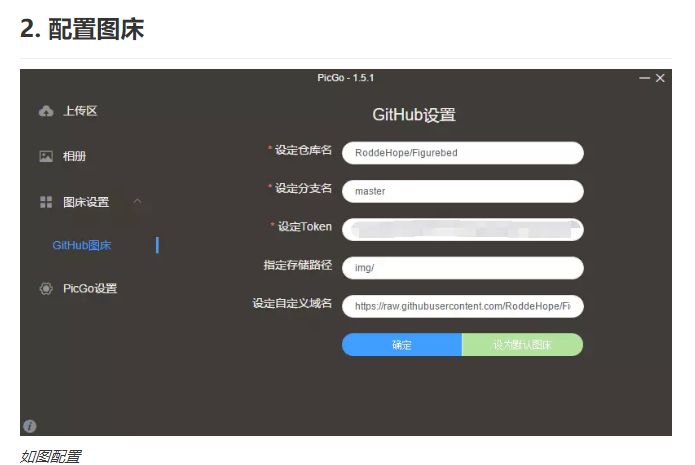 2. 配置图床
PicGo - 1.5.1
上传区
相册
图床设置
GitHub图床
PicGo设置
GitHub设置
* 设定仓库名
RoddeHope/Figurebed
* 设定分支名
master
* 设定Token
指定存储路径
img/
设定自定义域名
https://raw.githubusercontent.com/RoddeHope/Fi
确定
设为默认图床
如图配置